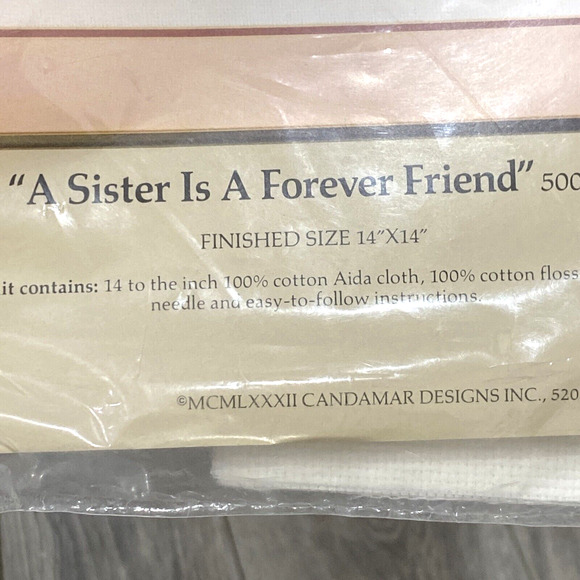 "A Sister Is A Forever Friend" 500
FINISHED SIZE 14"X14"
it contains: 14 to the inch 100% cotton Aida cloth, 100% cotton floss
needle and easy-to-follow instructions.
©MCMLXXXII CANDAMAR DESIGNS INC., 520